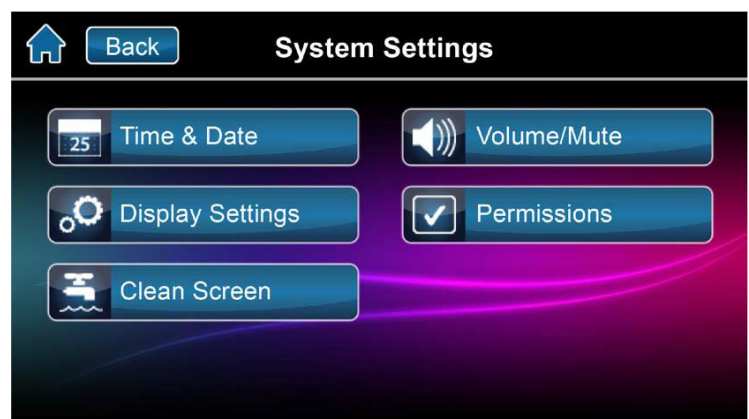 Back
System Settings
25
Time & Date
Volume/Mute
Display Settings
Permissions
Clean Screen